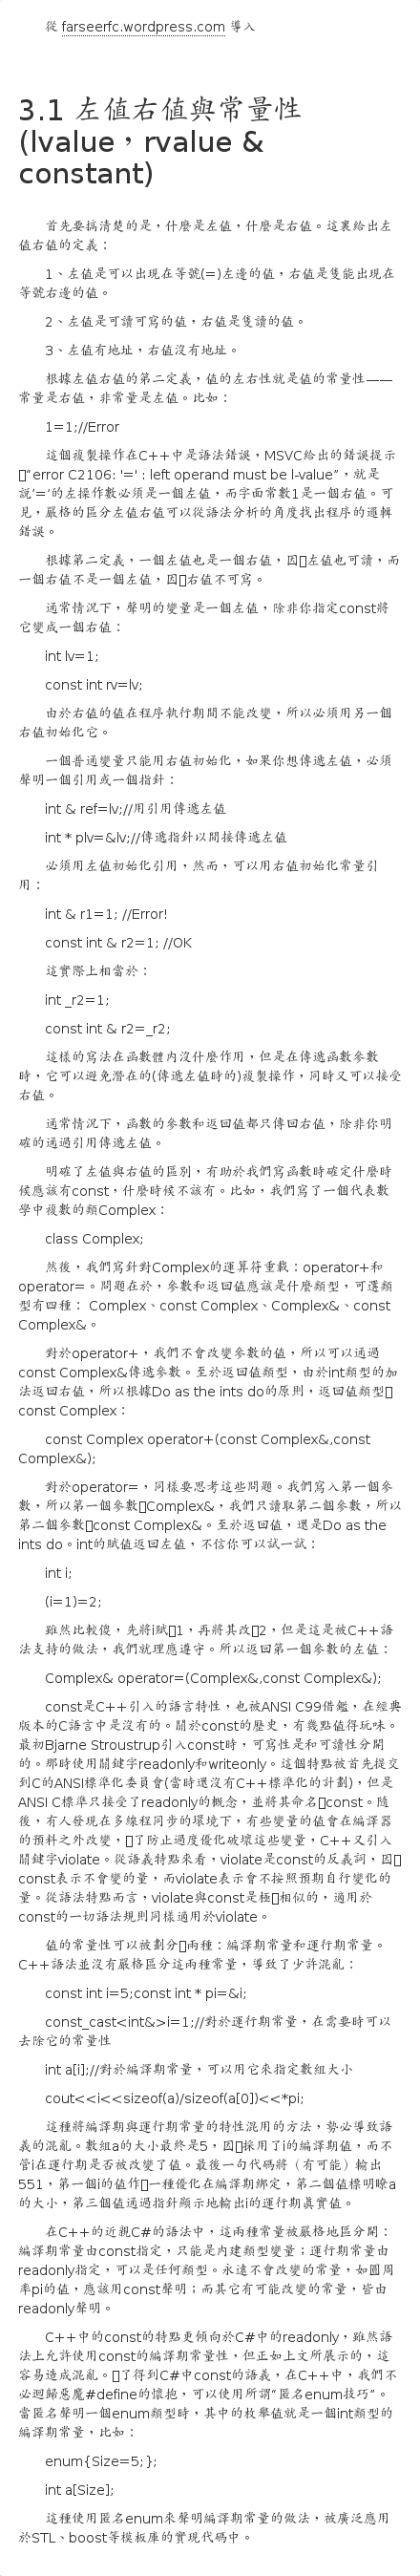 從 farseerfc.wordpress.com 導入
3.1 左值右值與常量性
(lvalue，rvalue &
constant)
首先要搞清楚的是，什麼是左值，什麼是右值。這裏給出左
值右值的定義：
1、左值是可以出現在等號(=)左邊的值，右值是隻能出現在
等號右邊的值。
2、左值是可讀可寫的值，右值是隻讀的值。
3、左值有地址，右值沒有地址。
根據左值右值的第二定義，值的左右性就是值的常量性——
常量是右值，非常量是左值。比如：
1=1;//Error
這個複製操作在C++中是語法錯誤，MSVC給出的錯誤提示
“error C2106: '=' : left operand must be l-value”，就是
説’=’的左操作數必須是一個左值，而字面常數1是一個右值。可
見，嚴格的區分左值右值可以從語法分析的角度找出程序的邏輯
錯誤。
根據第二定義，一個左值也是一個右值，因左值也可讀，而
一個右值不是一個左值，因右值不可寫。
通常情況下，聲明的變量是一個左值，除非你指定const將
它變成一個右值：
int lv=1;
const int rv=lv;
由於右值的值在程序執行期間不能改變，所以必須用另一個
右值初始化它。
一個普通變量只能用右值初始化，如果你想傳遞左值，必須
聲明一個引用或一個指針：
int & ref=lv;//用引用傳遞左值
int * plv=&lv;//傳遞指針以間接傳遞左值
必須用左值初始化引用，然而，可以用右值初始化常量引
用：
int & r1=1; //Error!
const int & r2=1; //OK
這實際上相當於：
int _r2=1;
const int & r2=_r2;
這樣的寫法在函數體內沒什麼作用，但是在傳遞函數參數
時，它可以避免潛在的(傳遞左值時的)複製操作，同時又可以接受
右值。
通常情況下，函數的參數和返回值都只傳回右值，除非你明
確的通過引用傳遞左值。
明確了左值與右值的區別，有助於我們寫函數時確定什麼時
候應該有const，什麼時候不該有。比如，我們寫了一個代表數
學中複數的類Complex：
class Complex;
然後，我們寫針對Complex的運算符重載：operator+和
operator=。問題在於，參數和返回值應該是什麼類型，可選類
型有四種： Complex、const Complex、Complex&、const
Complex&。
對於operator+，我們不會改變參數的值，所以可以通過
const Complex&傳遞參數。至於返回值類型，由於int類型的加
法返回右值，所以根據Do as the ints do的原則，返回值類型
const Complex：
const Complex operator+(const Complex&,const
Complex&);
對於operator=，同樣要思考這些問題。我們寫入第一個參
數，所以第一個參數Complex&，我們只讀取第二個參數，所以
第二個參數const Complex&。至於返回值，還是Do as the
ints do。int的賦值返回左值，不信你可以試一試：
int i;
(i=1)=2;
雖然比較傻，先將i賦1，再將其改2，但是這是被C++語
法支持的做法，我們就理應遵守。所以返回第一個參數的左值：
Complex& operator=(Complex&,const Complex&);
const是C++引入的語言特性，也被ANSI C99借鑑，在經典
版本的C語言中是沒有的。關於const的歷史，有幾點值得玩味。
最初Bjarne Stroustrup引入const時，可寫性是和可讀性分開
的。那時使用關鍵字readonly和writeonly。這個特點被首先提交
到C的ANSI標準化委員會(當時還沒有C++標準化的計劃)，但是
ANSI C標準只接受了readonly的概念，並將其命名const。隨
後，有人發現在多線程同步的環境下，有些變量的值會在編譯器
的預料之外改變，了防止過度優化破壞這些變量，C++又引入
關鍵字violate。從語義特點來看，violate是const的反義詞，因
const表示不會變的量，而violate表示會不按照預期自行變化的
量。從語法特點而言，violate與const是極相似的，適用於
const的一切語法規則同樣適用於violate。
值的常量性可以被劃分兩種：編譯期常量和運行期常量。
C++語法並沒有嚴格區分這兩種常量，導致了少許混亂：
const int i=5;const int * pi=&i;
const_cast<int&>i=1;//對於運行期常量，在需要時可以
去除它的常量性
int a[i];//對於編譯期常量，可以用它來指定數組大小
cout<<i<<sizeof(a)/sizeof(a[0])<<*pi;
這種將編譯期與運行期常量的特性混用的方法，勢必導致語
義的混亂。數組a的大小最終是5，因採用了i的編譯期值，而不
管i在運行期是否被改變了值。最後一句代碼將（有可能）輸出
551，第一個i的值作一種優化在編譯期綁定，第二個值標明瞭a
的大小，第三個值通過指針顯示地輸出i的運行期真實值。
在C++的近親C#的語法中，這兩種常量被嚴格地區分開：
編譯期常量由const指定，只能是內建類型變量；運行期常量由
readonly指定，可以是任何類型。永遠不會改變的常量，如圓周
率pi的值，應該用const聲明；而其它有可能改變的常量，皆由
readonly聲明。
C++中的const的特點更傾向於C#中的readonly，雖然語
法上允許使用const的編譯期常量性，但正如上文所展示的，這
容易造成混亂。了得到C#中const的語義，在C++中，我們不
必迴歸惡魔#define的懷抱，可以使用所謂“匿名enum技巧”。
當匿名聲明一個enum類型時，其中的枚舉值就是一個int類型的
編譯期常量，比如：
enum{Size=5;};
int a[Size];
這種使用匿名enum來聲明編譯期常量的做法，被廣泛應用
於STL、boost等模板庫的實現代碼中。